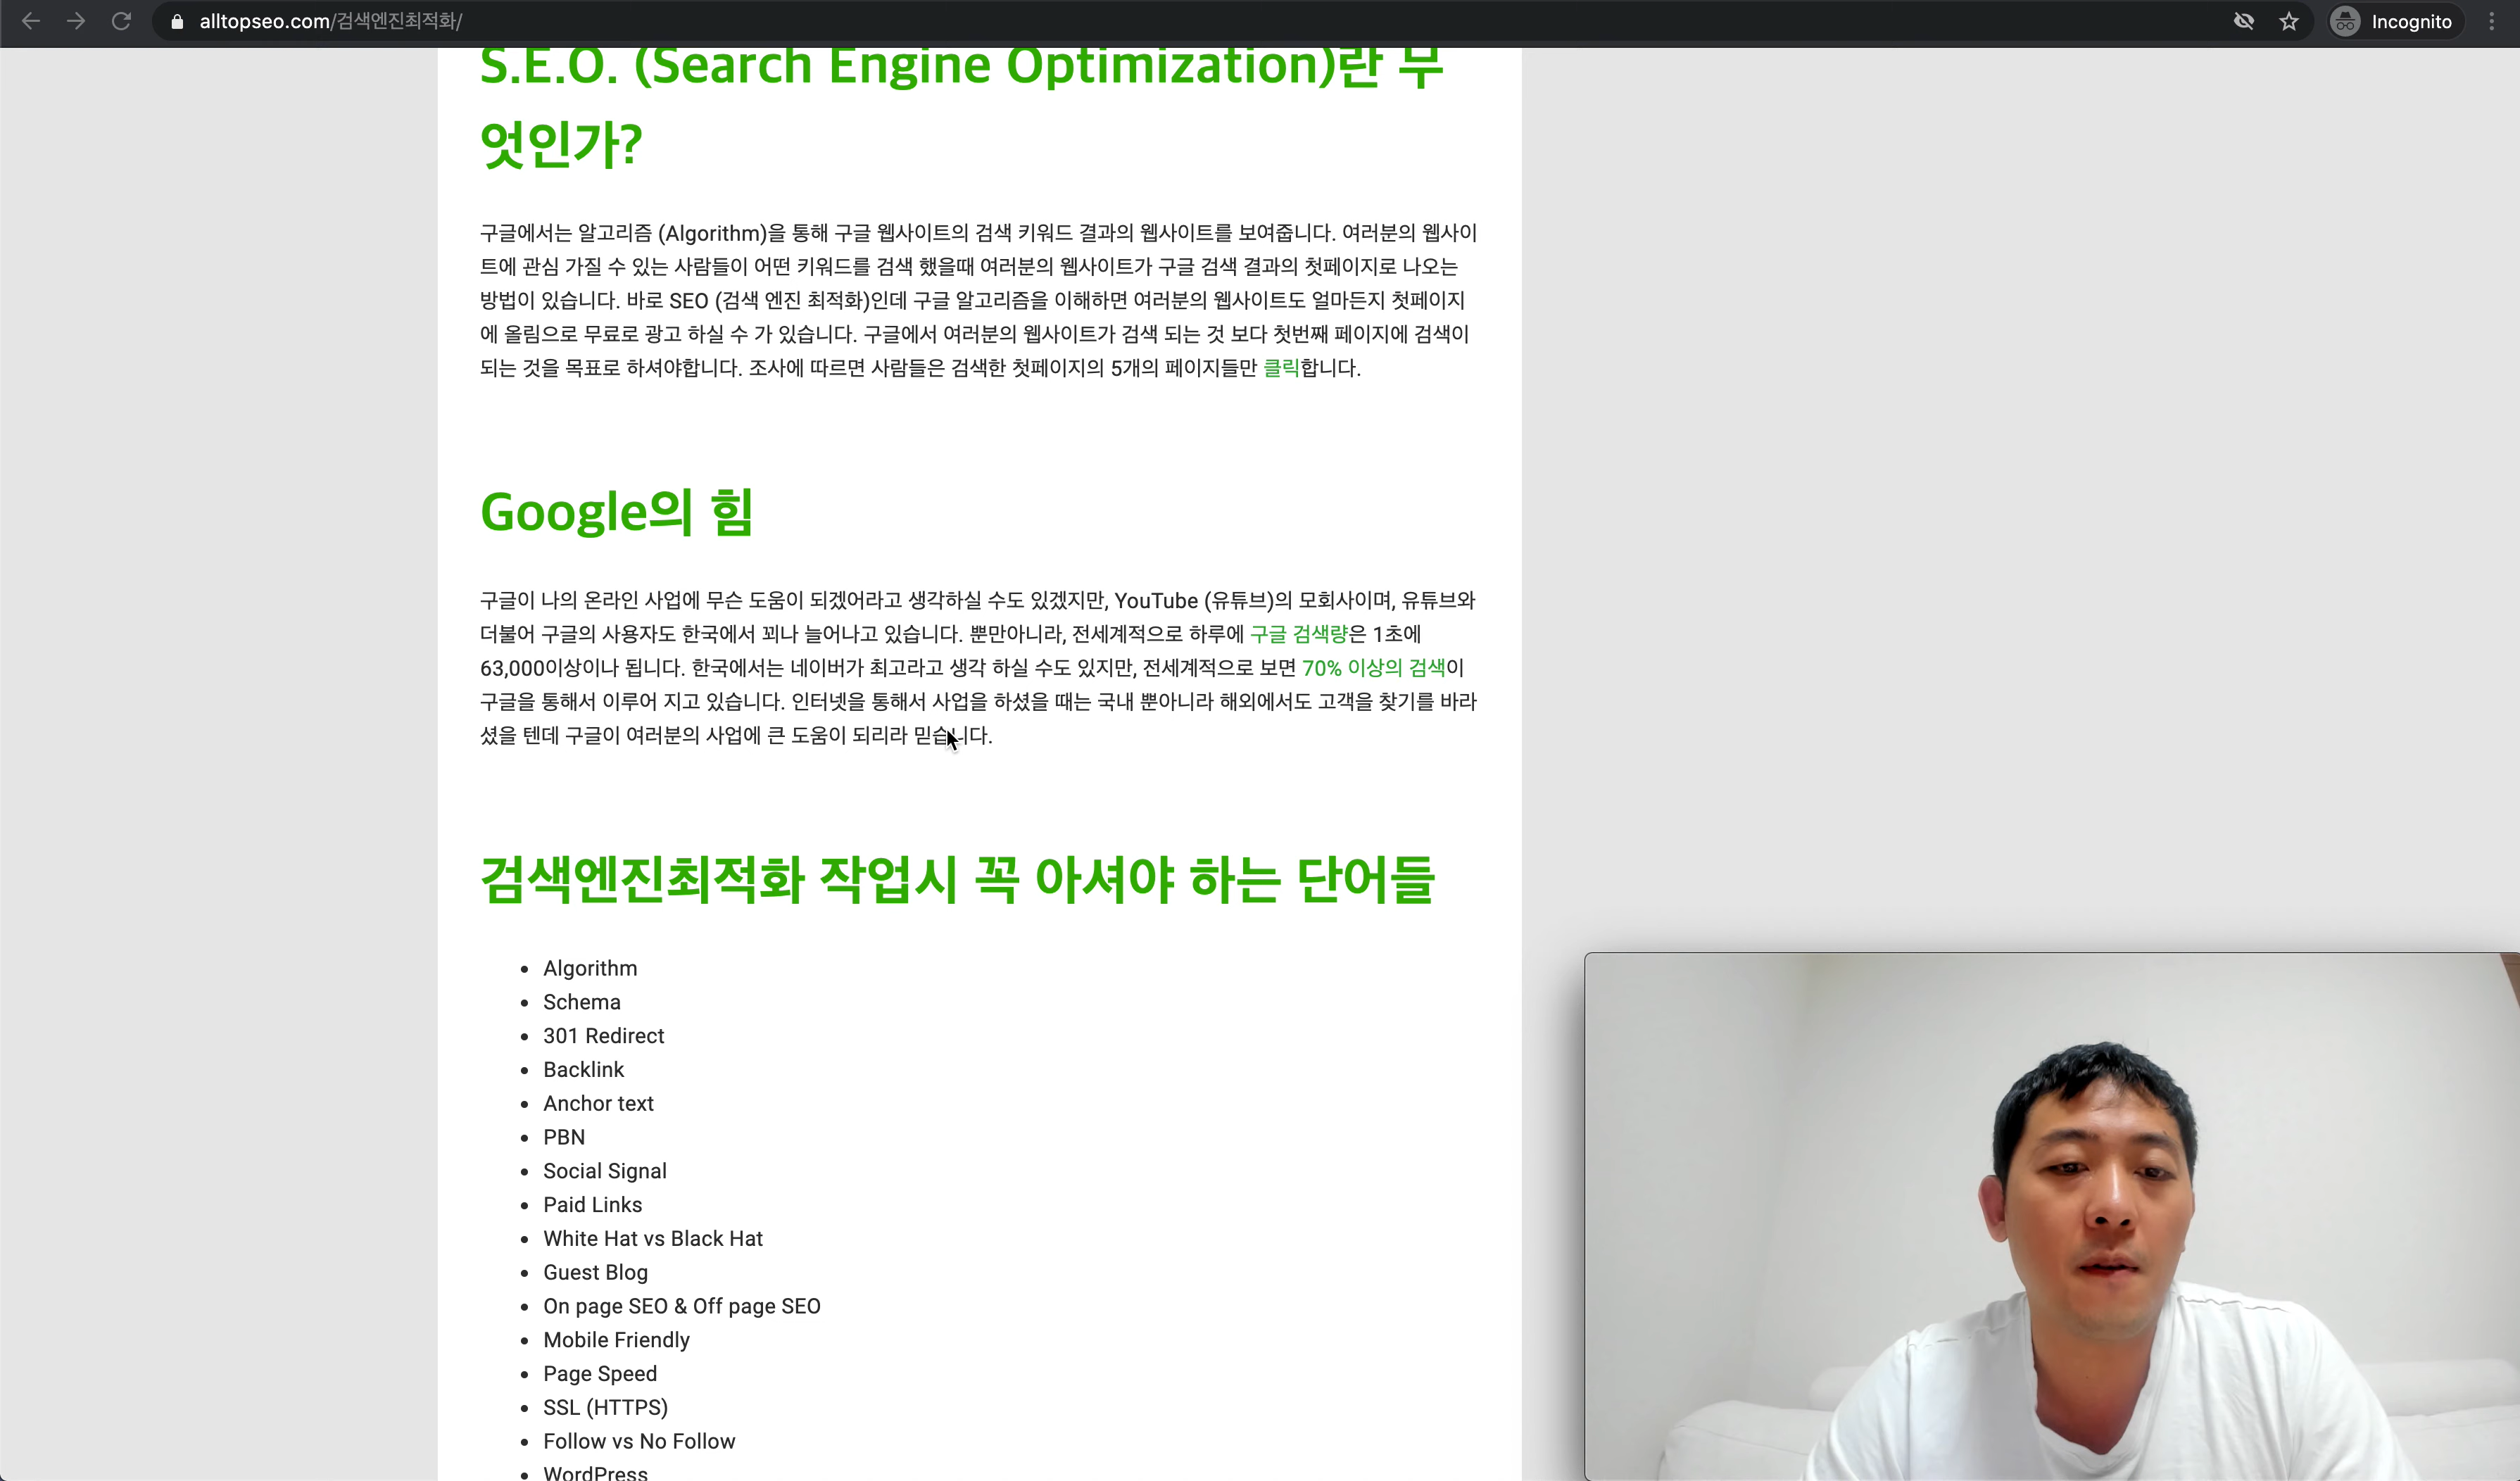 alltopseo.com/검색엔진최적화/
Incognito
S.E.O. (Search Engine Optimization)란 무
엇인가?
구글에서는 알고리즘 (Algorithm)을 통해 구글 웹사이트의 검색 키워드 결과의 웹사이트를 보여줍니다. 여러분의 웹사이
트에 관심 가질 수 있는 사람들이 어떤 키워드를 검색 했을때 여러분의 웹사이트가 구글 검색 결과의 첫페이지로 나오는
방법이 있습니다. 바로 SEO (검색 엔진 최적화)인데 구글 알고리즘을 이해하면 여러분의 웹사이트도 얼마든지 첫페이지
에 올림으로 무료로 광고 하실 수 가 있습니다. 구글에서 여러분의 웹사이트가 검색 되는 것 보다 첫번째 페이지에 검색이
되는 것을 목표로 하셔야합니다. 조사에 따르면 사람들은 검색한 첫페이지의 5개의 페이지들만 클릭합니다.
Google의 힘
구글이 나의 온라인 사업에 무슨 도움이 되겠어라고 생각하실 수도 있겠지만, YouTube (유튜브)의 모회사이며, 유튜브와
더불어 구글의 사용자도 한국에서 꾀나 늘어나고 있습니다. 뿐만아니라, 전세계적으로 하루에 구글 검색량은 1초에
63,000이상이나 됩니다. 한국에서는 네이버가 최고라고 생각 하실 수도 있지만, 전세계적으로 보면 70% 이상의 검색이
구글을 통해서 이루어 지고 있습니다. 인터넷을 통해서 사업을 하셨을 때는 국내 뿐아니라 해외에서도 고객을 찾기를 바라
셨을 텐데 구글이 여러분의 사업에 큰 도움이 되리라 믿습니다.
검색엔진최적화 작업시 꼭 아셔야 하는 단어들
Algorithm
Schema
301 Redirect
Backlink
Anchor text
PBN
Social Signal
Paid Links
White Hat vs Black Hat
Guest Blog
On page SEO & Off page SEO
Mobile Friendly
Page Speed
SSL (HTTPS)
Follow vs No Follow
WordPress